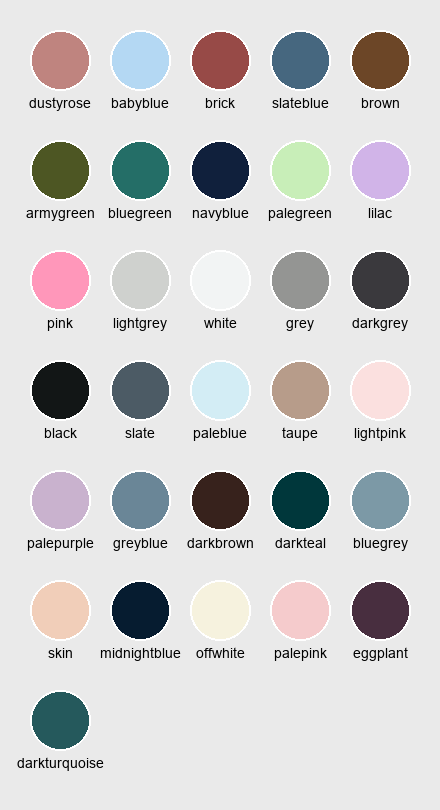 dustyrose babyblue brick slateblue brown
armygreen bluegreen navyblue palegreen lilac
pink lightgrey white grey darkgrey
black slate paleblue taupe lightpink
palepurple greyblue darkbrown darkteal bluegrey
skin midnightblue offwhite palepink eggplant
darkturquoise